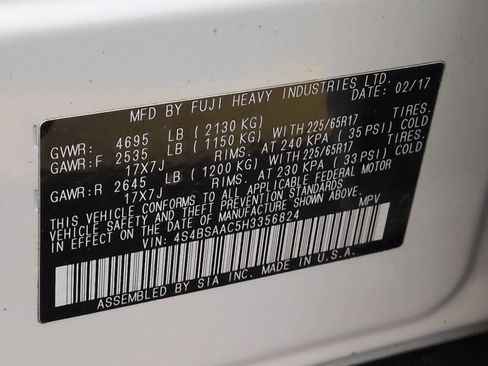 MFD BY FUJI HEAVY INDUSTRIES LTD.
DATE: 02/17
GVWR: 4695 LB (2130 KG)
GAWR:F 2535 LB (1150 KG) WITH 225/65R17 TIRES.
17X7J RIMS. AT 240 KPA (35 PSI) COLD
GAWR:R 2645 LB (1200 KG) WITH 225/65R17 TIRES.
17X7J RIMS. AT 230 KPA (33 PSI) COLD
THIS VEHICLE CONFORMS TO ALL APPLICABLE FEDERAL MOTOR
VEHICLE SAFETY AND THEFT PREVENTION STANDARDS
IN EFFECT ON THE DATE OF MANUFACTURE SHOWN ABOVE.
VIN: 4S4BSAAC5H3356824 MPV
ASSEMBLED BY SIA INC. MADE IN U.S.A.